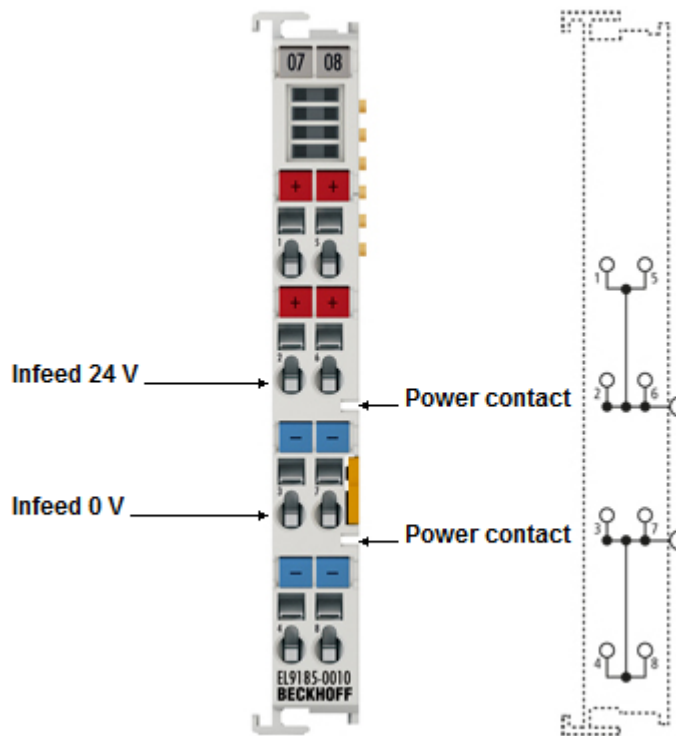 07 08
+ +
1 5
+ +
2 6
Infeed 24 V
Power contact
- -
3 7
Infeed 0 V
Power contact
- -
4 8
EL9185-0010
BECKHOFF
1 5
2 6
3 7
4 8